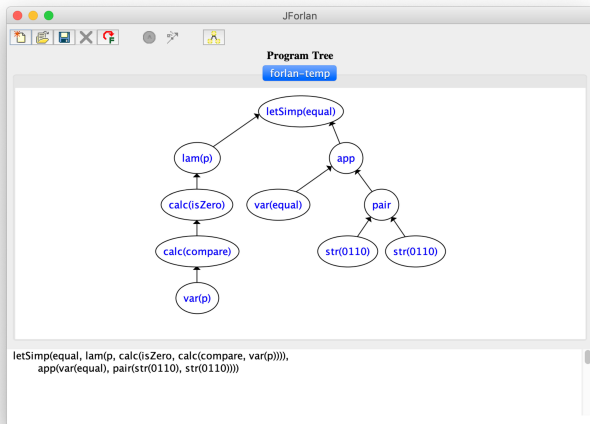 JForlan
Program Tree
forlan-temp
letSimp(equal)
lam(p)
app
calc(isZero)
var(equal)
pair
calc(compare)
str(0110)
str(0110)
var(p)
letSimp(equal, lam(p, calc(isZero, calc(compare, var(p)))),
app(var(equal), pair(str(0110), str(0110))))